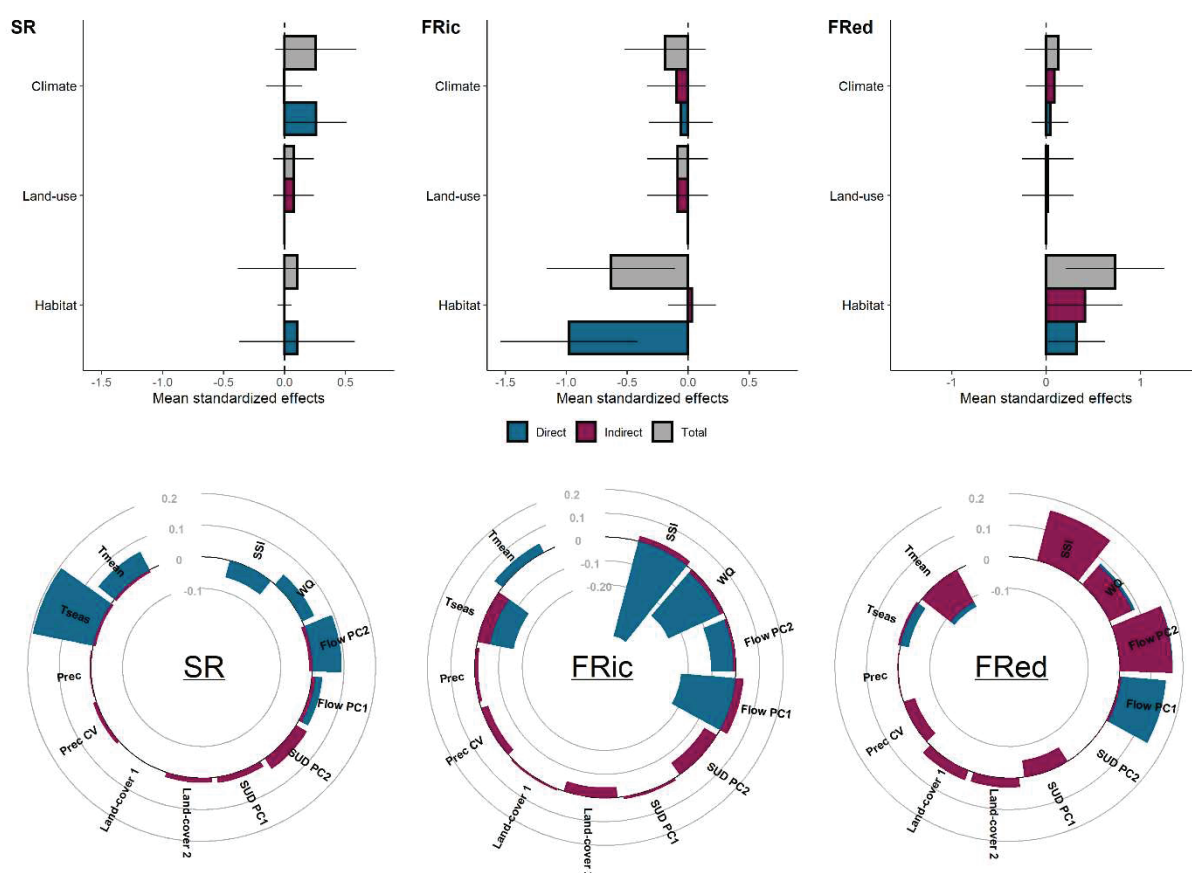 SR
Climate
Land-use
Habitat
-1.5
-1.0
-0.5
0.0
0.5
Mean standardized effects
FRic
Climate
Land-use
Habitat
-1.5
-1.0
-0.5
0.0
0.5
Mean standardized effects
FRed
Climate
Land-use
Habitat
-1
0
1
Mean standardized effects
Direct
Indirect
Total
0.2
0.1
0
-0.1
SSI
WQ
Flow PC2
Flow PC1
SUD PC2
SUD PC1
Land-cover 2
Land-cover 1
Prec CV
Prec
Tseas
Tmean
SR
0.2
0.1
0
-0.1
-0.20
SSI
WQ
Flow PC2
Flow PC1
SUD PC2
SUD PC1
Land-cover
Land-cover 1
Prec CV
Prec
Tseas
Tmean
FRic
0.2
0.1
0
-0.1
SSI
WQ
Flow PC2
Flow PC1
SUD PC2
SUD PC1
Land-cover 2
Land-cover 1
Prec CV
Prec
Tseas
Tmean
FRed